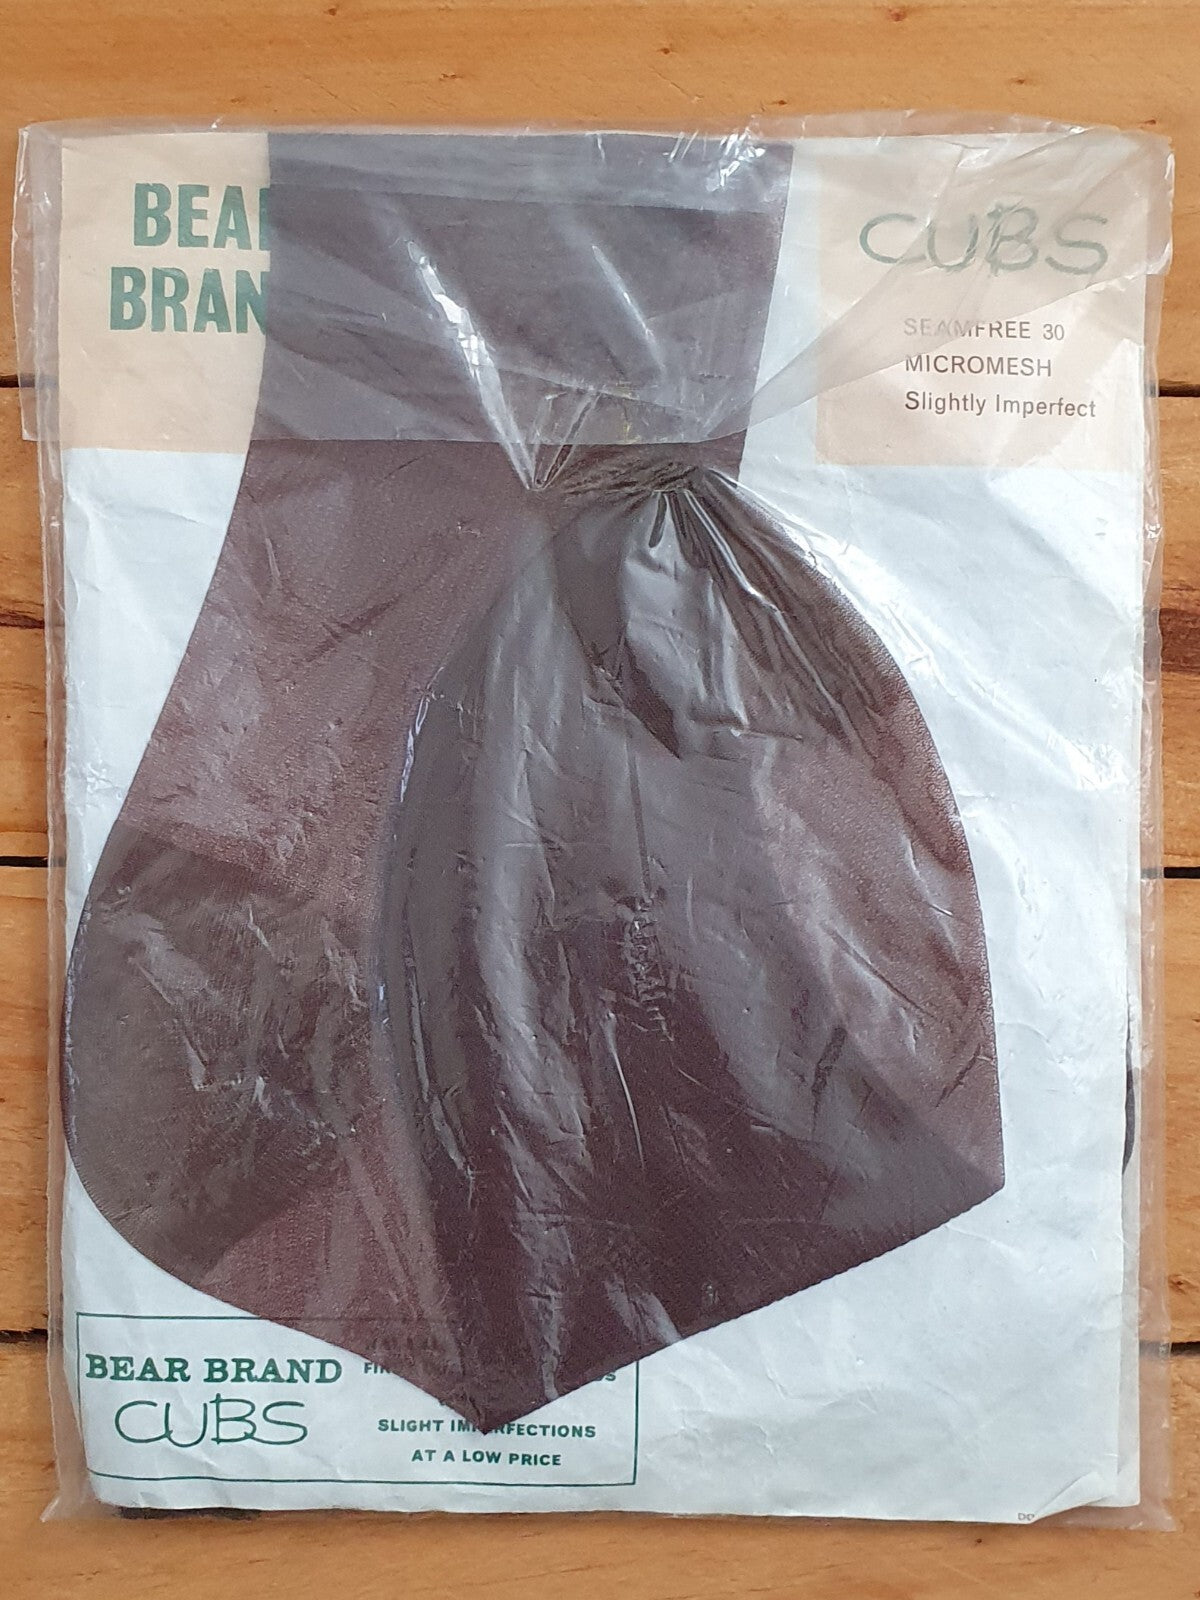 BEAR
BRAN
CUBS
SEAMFREE 30
MICROMESH
Slightly Imperfect
BEAR BRAND
CUBS
SLIGHT IMPERFECTIONS
AT A LOW PRICE